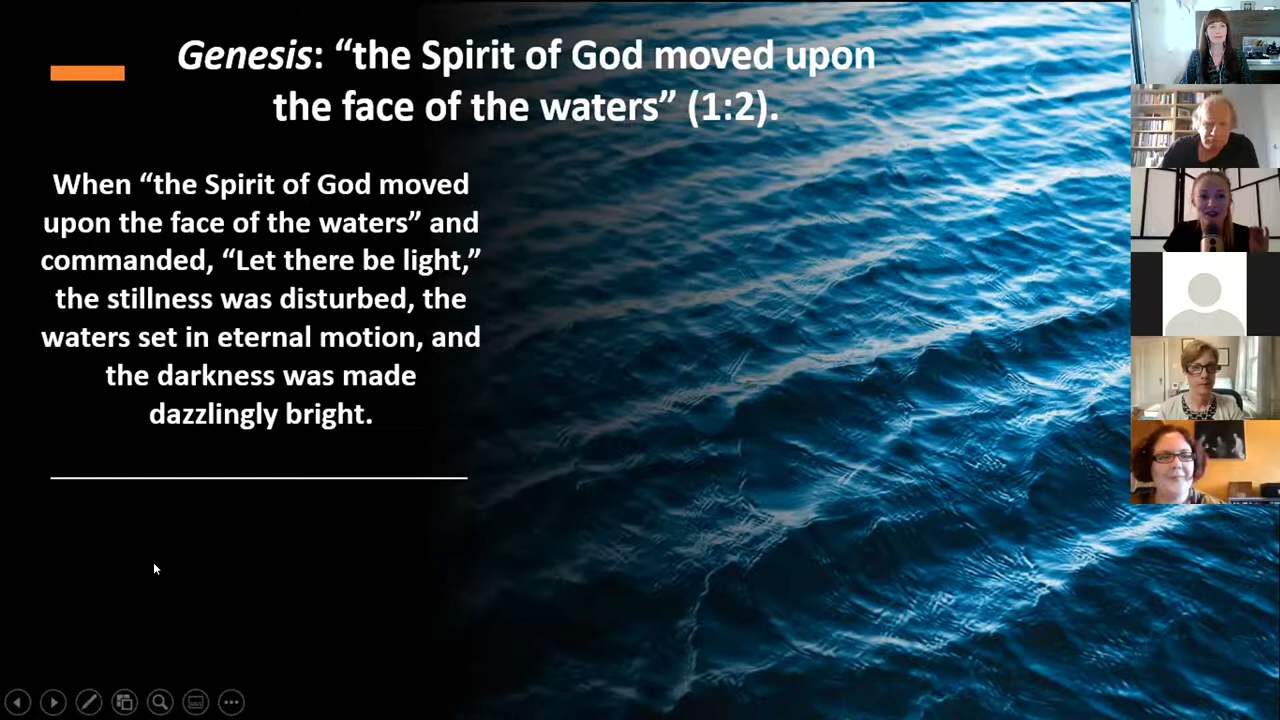 Genesis: “the Spirit of God moved upon
the face of the waters” (1:2).
When “the Spirit of God moved
upon the face of the waters” and
commanded, “Let there be light,”
the stillness was disturbed, the
waters set in eternal motion, and
the darkness was made
dazzlingly bright.